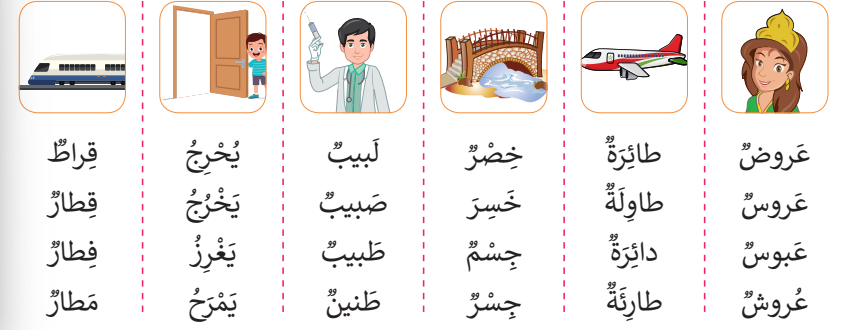 عَروضٌ طائِرَةٌ خِصْرٌ لَبيبٌ يُحْرِجُ قِراطٌ
عَروسٌ طاوِلَةٌ خَسِرَ صَبيبٌ يَخْرُجُ قِطارٌ
عَبوسٌ دائِرَةٌ جِسْمٌ طَبيبٌ يَغْرِزُ فِطارٌ
عُروشٌ طارِئَةٌ جِسْرٌ طَنينٌ يَمْرَحُ مَطارٌ